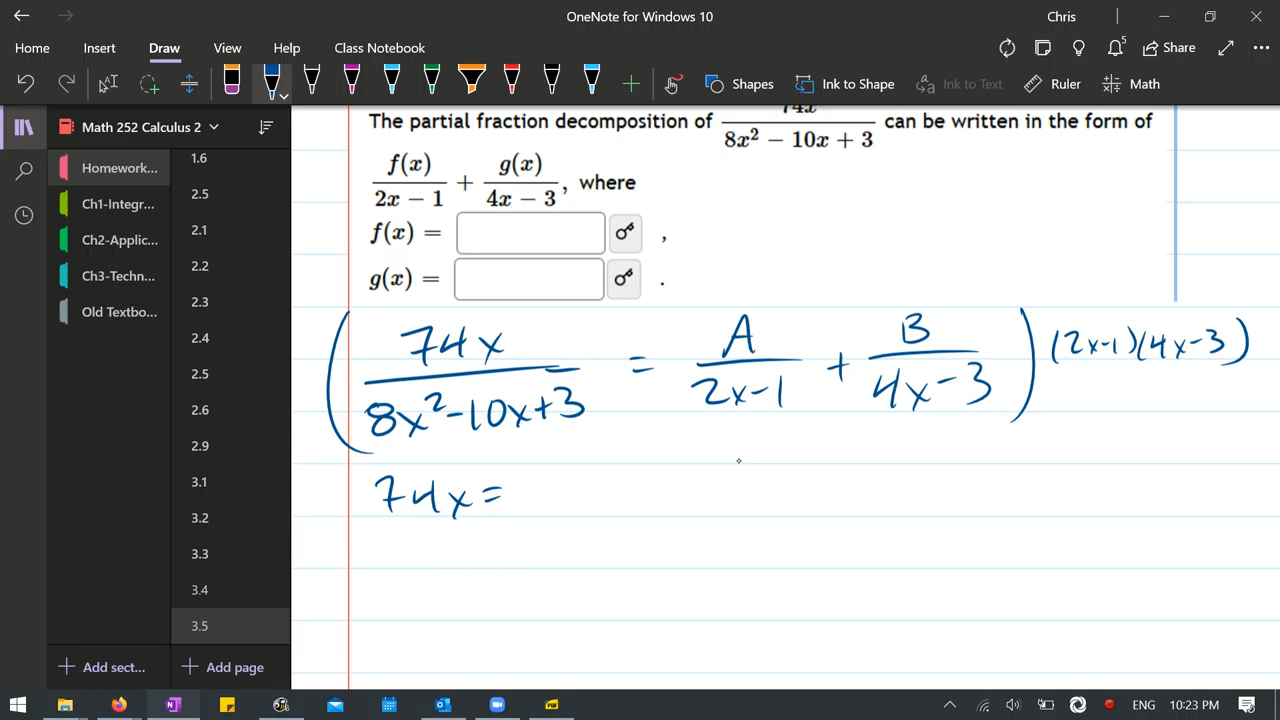 OneNote for Windows 10
Chris
Home Insert Draw View Help Class Notebook
5
Share
Shapes Ink to Shape Ink to Text Ruler Math
Math 252 Calculus 2
Homework...
Ch1-Integr...
Ch2-Applic...
Ch3-Techn...
Old Textbo...
1.6
2.5
2.1
2.2
2.3
2.4
2.5
2.6
2.9
3.1
3.2
3.3
3.4
3.5
Add sect...
Add page
The partial fraction decomposition of 74x / (8x² − 10x + 3) can be written in the form of
f(x) / (2x − 1) + g(x) / (4x − 3), where
f(x) = ,
g(x) = .
( 74x / (8x²-10x+3) = A / (2x-1) + B / (4x-3) ) (2x-1)(4x-3)
74x =
ENG 10:23 PM